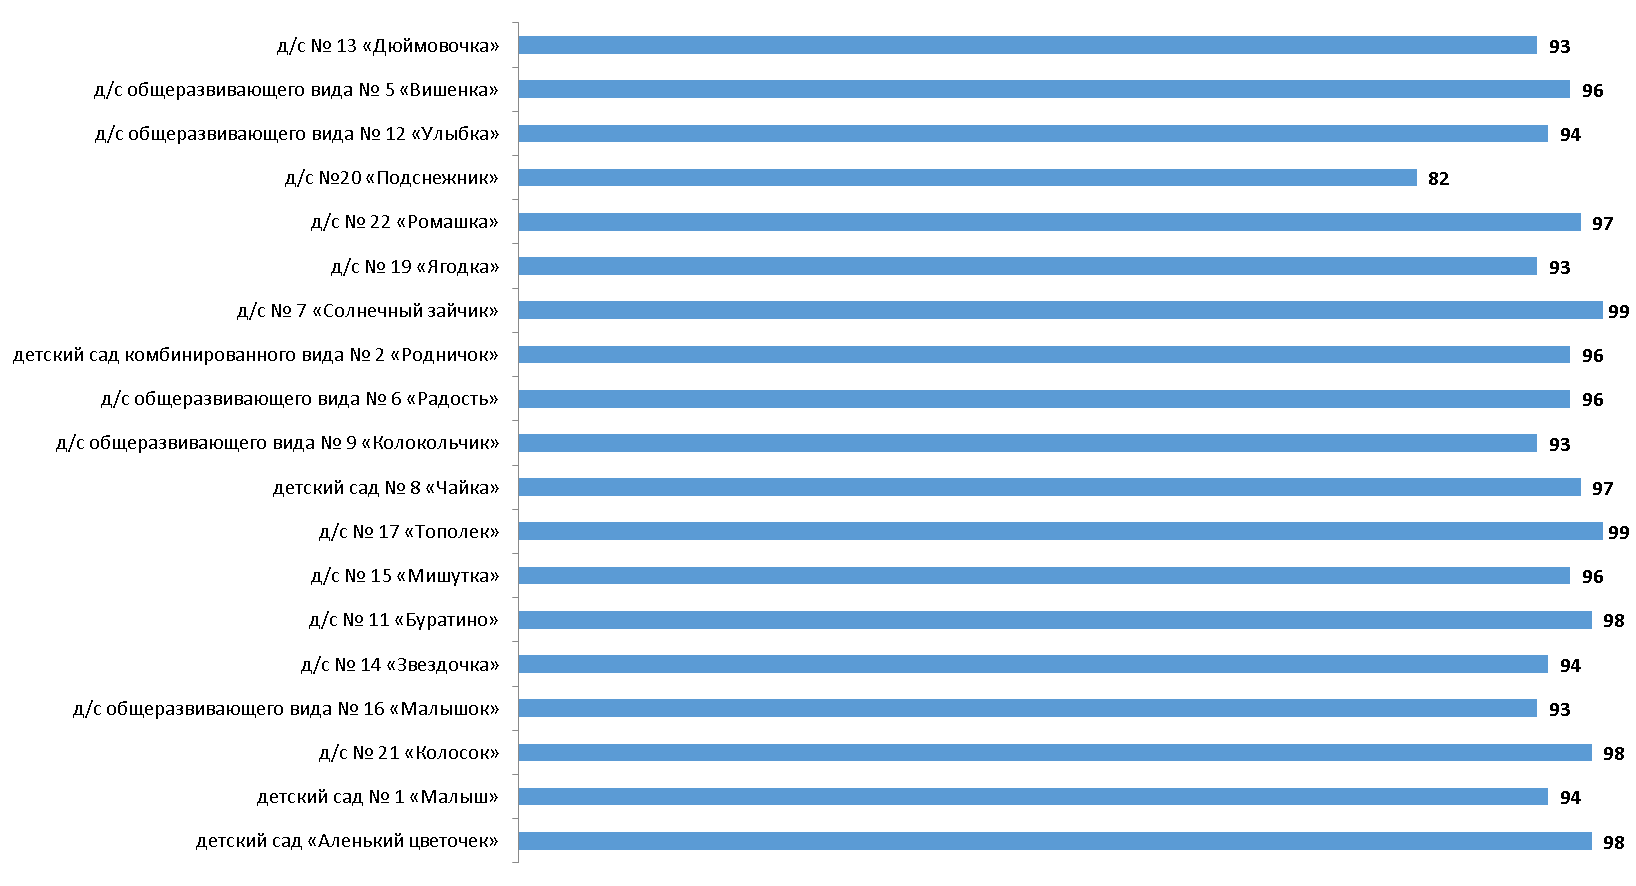 д/с № 13 «Дюймовочка» 93
д/с общеразвивающего вида № 5 «Вишенка» 96
д/с общеразвивающего вида № 12 «Улыбка» 94
д/с №20 «Подснежник» 82
д/с № 22 «Ромашка» 97
д/с № 19 «Ягодка» 93
д/с № 7 «Солнечный зайчик» 99
детский сад комбинированного вида № 2 «Родничок» 96
д/с общеразвивающего вида № 6 «Радость» 96
д/с общеразвивающего вида № 9 «Колокольчик» 93
детский сад № 8 «Чайка» 97
д/с № 17 «Тополек» 99
д/с № 15 «Мишутка» 96
д/с № 11 «Буратино» 98
д/с № 14 «Звездочка» 94
д/с общеразвивающего вида № 16 «Малышок» 93
д/с № 21 «Колосок» 98
детский сад № 1 «Малыш» 94
детский сад «Аленький цветочек» 98